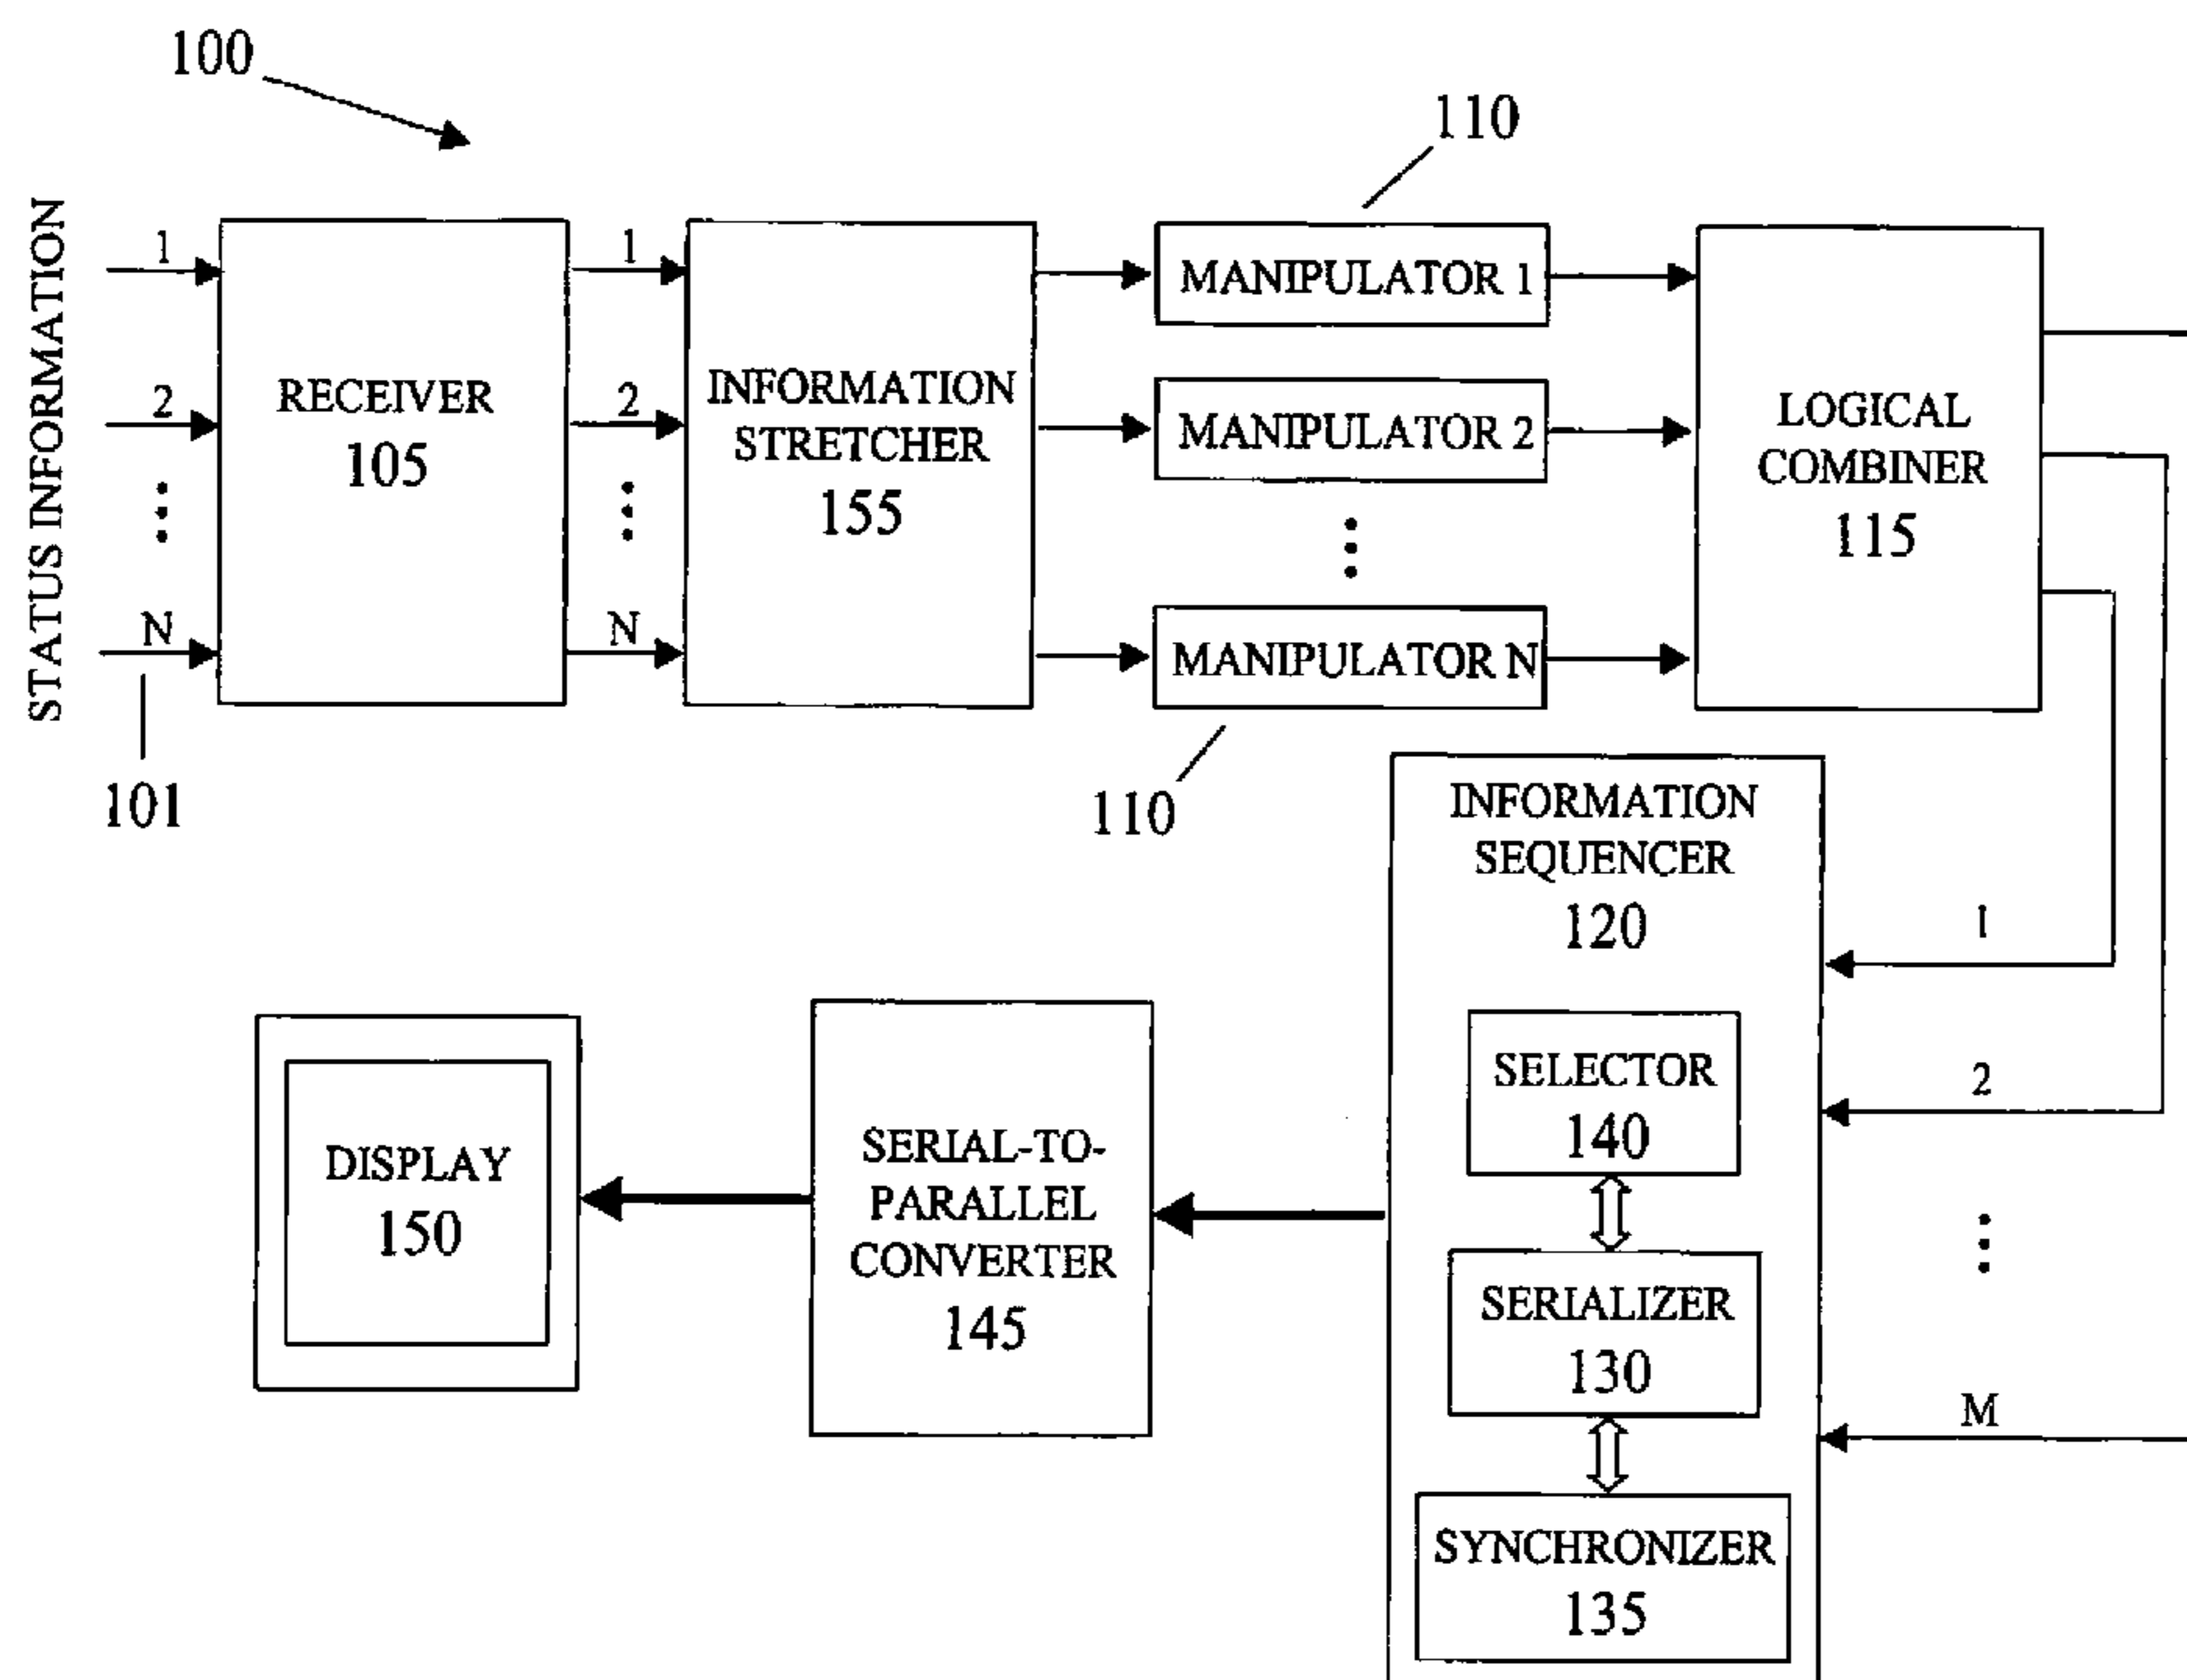 100
110
STATUS INFORMATION
1
2
N
101
RECEIVER
105
1
2
N
INFORMATION
STRETCHER
155
MANIPULATOR 1
MANIPULATOR 2
MANIPULATOR N
110
LOGICAL
COMBINER
115
INFORMATION
SEQUENCER
120
1
2
M
SELECTOR
140
SERIALIZER
130
SYNCHRONIZER
135
SERIAL-TO-
PARALLEL
CONVERTER
145
DISPLAY
150